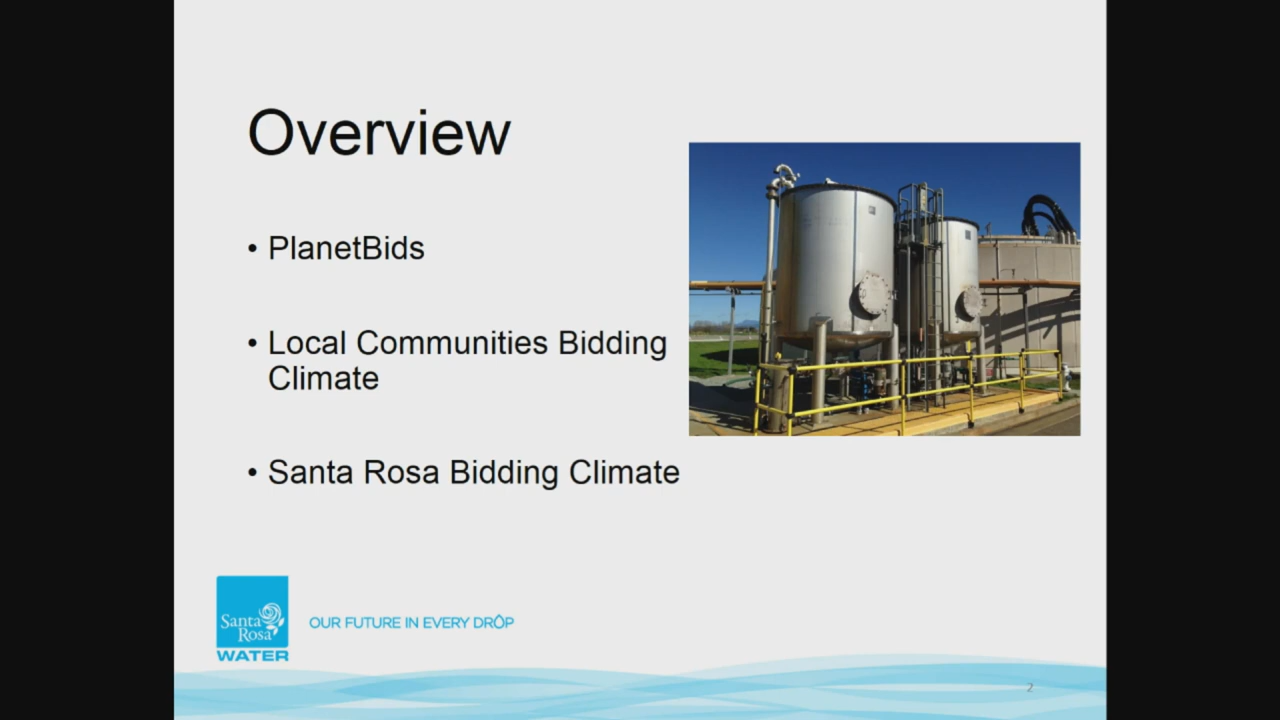 Overview
• PlanetBids
• Local Communities Bidding
Climate
• Santa Rosa Bidding Climate
Santa
Rosa
WATER
OUR FUTURE IN EVERY DROP
2